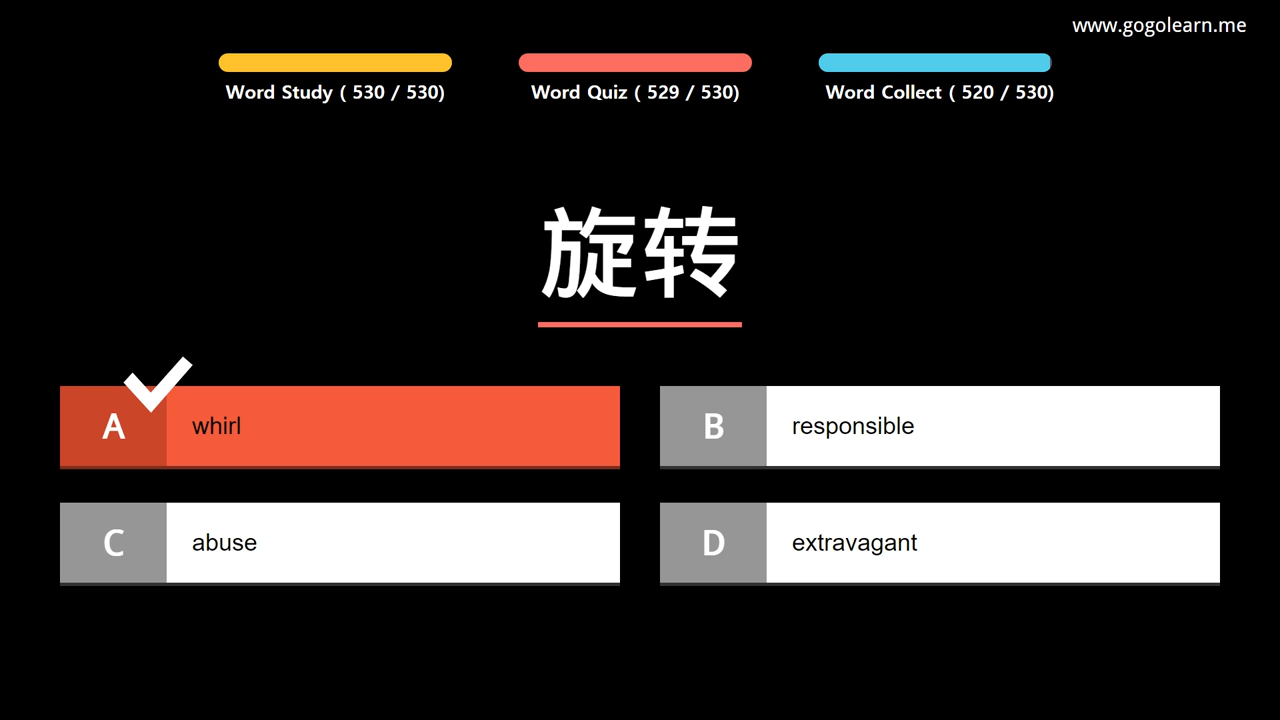 www.gogolearn.me
Word Study ( 530 / 530)
Word Quiz ( 529 / 530)
Word Collect ( 520 / 530)
旋转
A whirl
B responsible
C abuse
D extravagant